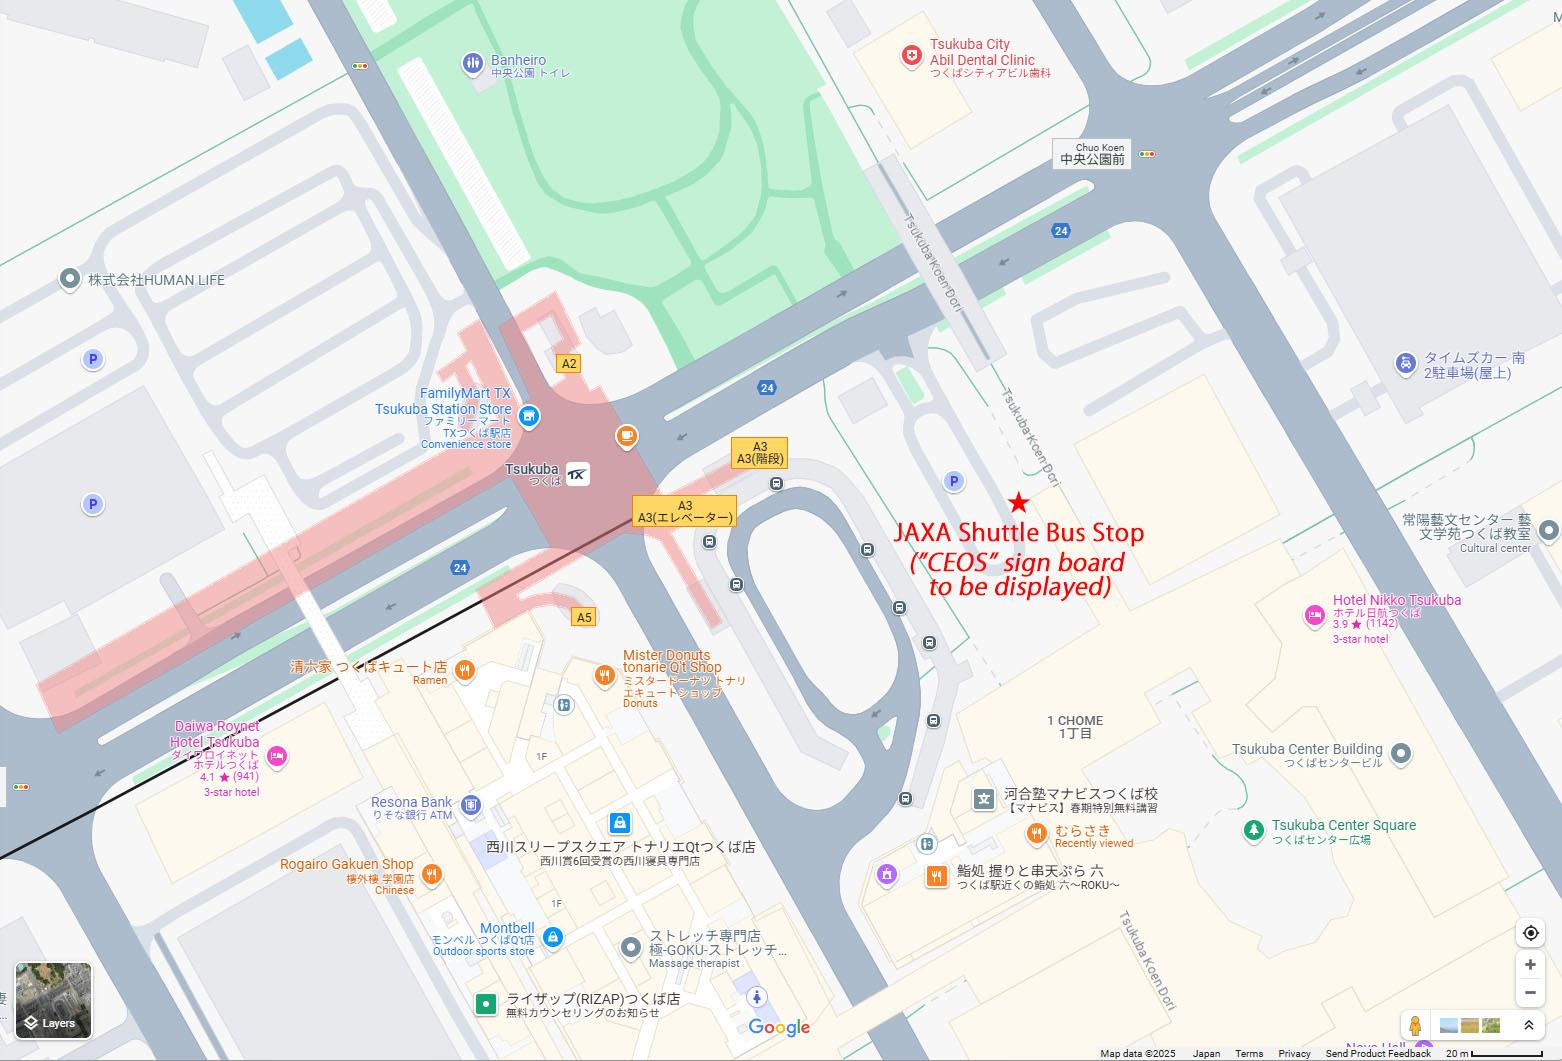 Banheiro
中央公園 トイレ
Tsukuba City
Abil Dental Clinic
つくばシティアビル歯科
Chuo Koen
中央公園前
24
Tsukuba Koen Dori
株式会社HUMAN LIFE
P
A2
24
タイムズカー 南
2駐車場(屋上)
FamilyMart TX
Tsukuba Station Store
ファミリーマート
TXつくば駅店
Convenience store
Tsukuba Koen Dori
A3
A3(階段)
Tsukuba
つくば
TX
P
P
A3
A3(エレベーター)
JAXA Shuttle Bus Stop
("CEOS" sign board
to be displayed)
常陽藝文センター 藝
文学苑つくば教室
Cultural center
24
A5
Hotel Nikko Tsukuba
ホテル日航つくば
3.9 ★ (1142)
3-star hotel
清六家 つくばキュート店
Ramen
Mister Donuts
tonarie Q't Shop
ミスタードーナツ トナリ
エキュートショップ
Donuts
Daiwa Roynet
Hotel Tsukuba
ダイワロイネット
ホテルつくば
4.1 ★ (941)
3-star hotel
1 CHOME
1丁目
Tsukuba Center Building
つくばセンタービル
1F
Resona Bank
りそな銀行 ATM
河合塾マナビスつくば校
【マナビス】春期特別無料講習
むらさき
Recently viewed
Tsukuba Center Square
つくばセンター広場
西川スリープスクエア トナリエQtつくば店
西川賞6回受賞の西川寝具専門店
Rogairo Gakuen Shop
樓外樓 学園店
Chinese
鮨処 握りと串天ぷら 六
つくば駅近くの鮨処 六〜ROKU〜
1F
Montbell
モンベル つくばQ't店
Outdoor sports store
ストレッチ専門店
極-GOKU-ストレッチ...
Massage therapist
Tsukuba Koen Dori
ライザップ(RIZAP)つくば店
無料カウンセリングのお知らせ
Layers
Google
Map data ©2025 Japan Terms Privacy Send Product Feedback 20 m